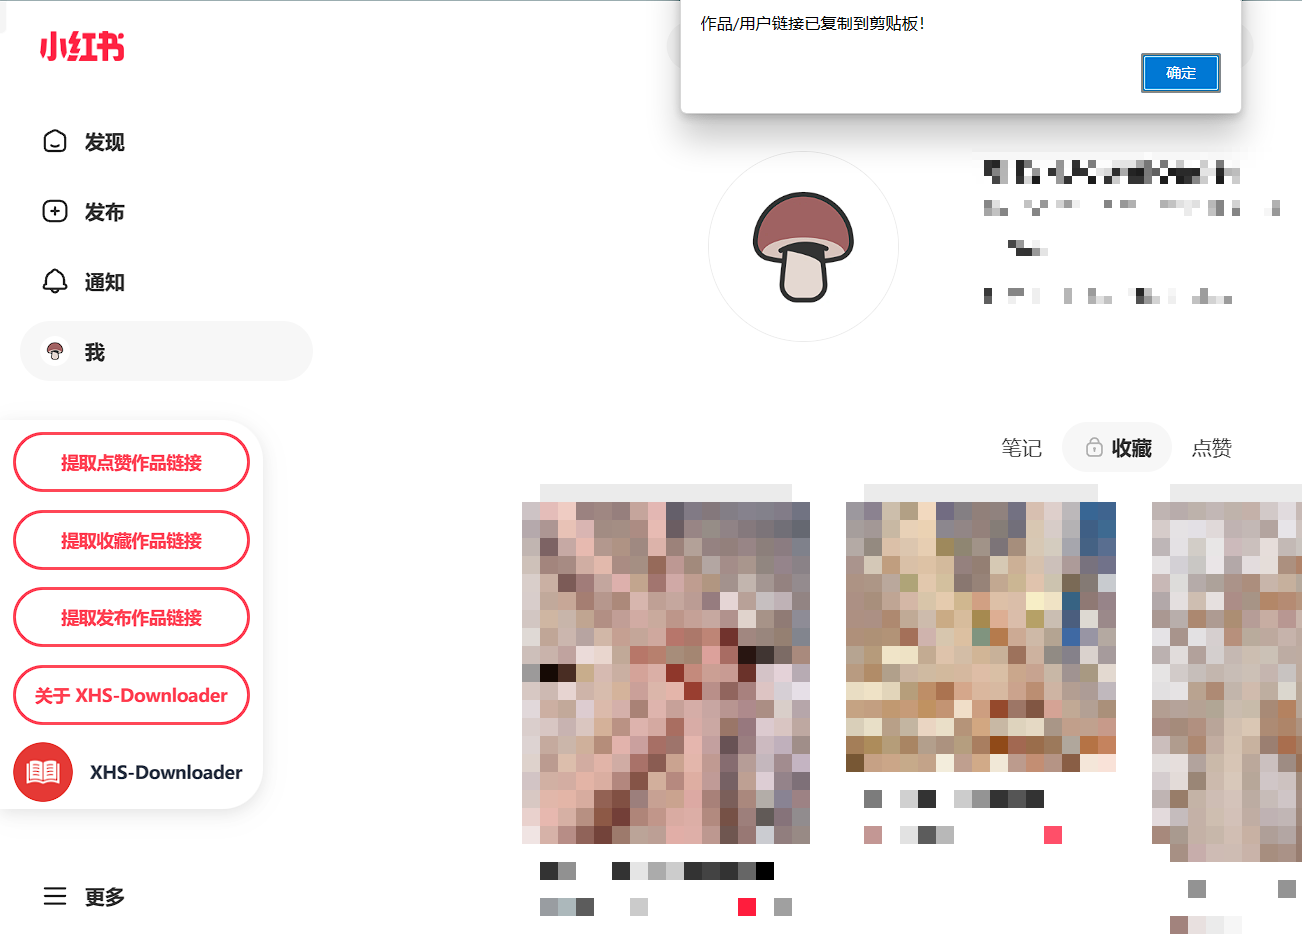 小红书
作品/用户链接已复制到剪贴板！
确定
发现
发布
通知
我
提取点赞作品链接
提取收藏作品链接
提取发布作品链接
关于 XHS-Downloader
XHS-Downloader
更多
笔记
收藏
点赞